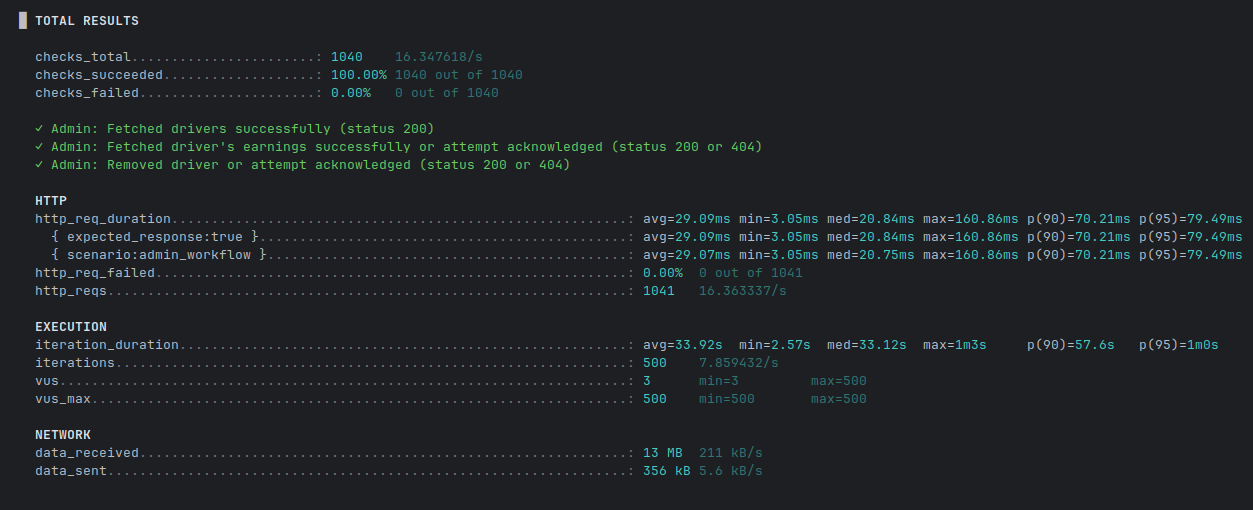 █ TOTAL RESULTS
checks_total.......................: 1040 16.347618/s
checks_succeeded...................: 100.00% 1040 out of 1040
checks_failed......................: 0.00% 0 out of 1040
✓ Admin: Fetched drivers successfully (status 200)
✓ Admin: Fetched driver's earnings successfully or attempt acknowledged (status 200 or 404)
✓ Admin: Removed driver or attempt acknowledged (status 200 or 404)
HTTP
http_req_duration.........................................................: avg=29.09ms min=3.05ms med=20.84ms max=160.86ms p(90)=70.21ms p(95)=79.49ms
{ expected_response:true }..............................................: avg=29.09ms min=3.05ms med=20.84ms max=160.86ms p(90)=70.21ms p(95)=79.49ms
{ scenario:admin_workflow }.............................................: avg=29.07ms min=3.05ms med=20.75ms max=160.86ms p(90)=70.21ms p(95)=79.49ms
http_req_failed...........................................................: 0.00% 0 out of 1041
http_reqs.................................................................: 1041 16.363337/s
EXECUTION
iteration_duration........................................................: avg=33.92s min=2.57s med=33.12s max=1m3s p(90)=57.6s p(95)=1m0s
iterations................................................................: 500 7.859432/s
vus.......................................................................: 3 min=3 max=500
vus_max...................................................................: 500 min=500 max=500
NETWORK
data_received.............................................................: 13 MB 211 kB/s
data_sent.................................................................: 356 kB 5.6 kB/s